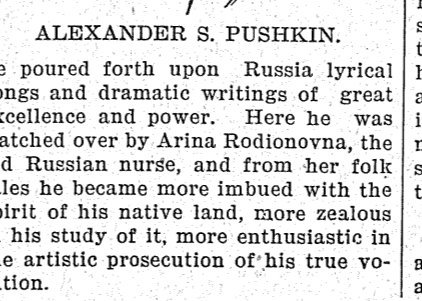 ALEXANDER S. PUSHKIN.
e poured forth upon Russia lyrical
ongs and dramatic writings of great
xcellence and power. Here he was
atched over by Arina Rodionovna, the
d Russian nurse, and from her folk
ales he became more imbued with the
pirit of his native land, more zealous
his study of it, more enthusiastic in
e artistic prosecution of his true vo-
ation.